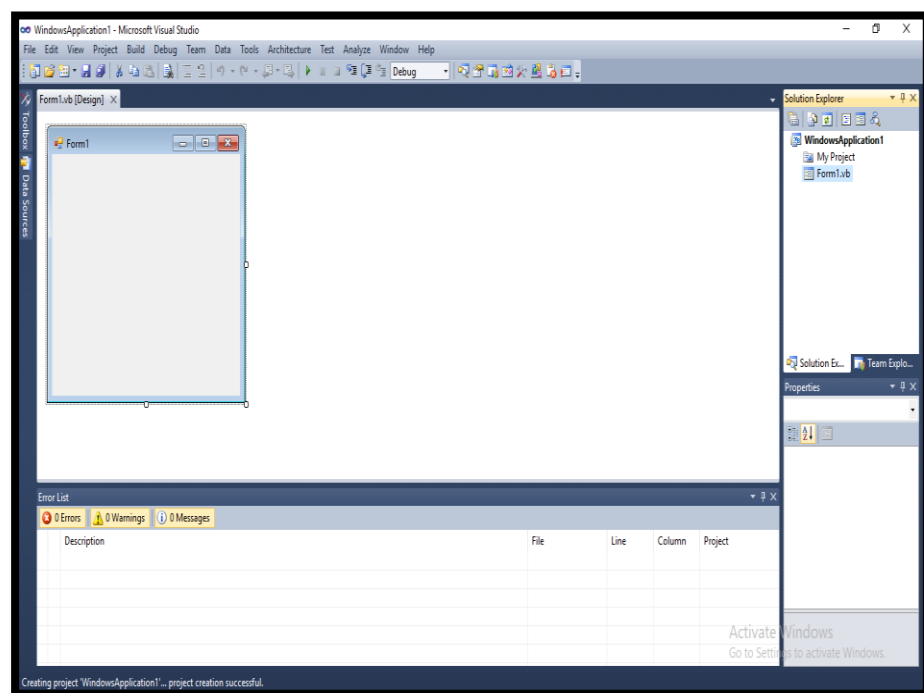 WindowsApplication1 - Microsoft Visual Studio
File Edit View Project Build Debug Team Data Tools Architecture Test Analyze Window Help
Debug
Form1.vb [Design]
Toolbox
Data Sources
Form1
Solution Explorer
WindowsApplication1
My Project
Form1.vb
Solution Ex... Team Explo...
Properties
Error List
0 Errors 0 Warnings 0 Messages
Description File Line Column Project
Activate Windows
Go to Settings to activate Windows.
Creating project 'WindowsApplication1'... project creation successful.